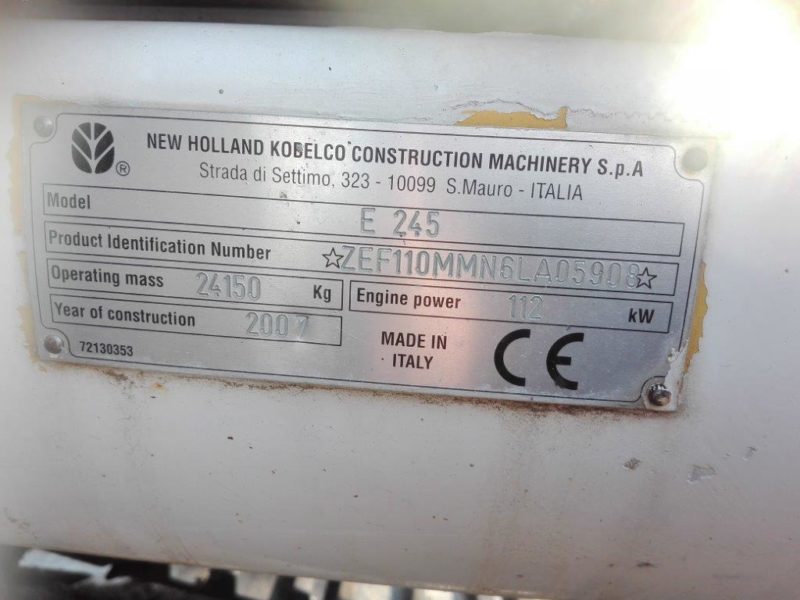 NEW HOLLAND KOBELCO CONSTRUCTION MACHINERY S.p.A
Strada di Settimo, 323 - 10099 S.Mauro - ITALIA
Model E 245
Product Identification Number ☆ZEF110MMN6LA05908☆
Operating mass 24150 Kg Engine power 112 kW
Year of construction 2007
MADE IN
ITALY
CE
72130353
®